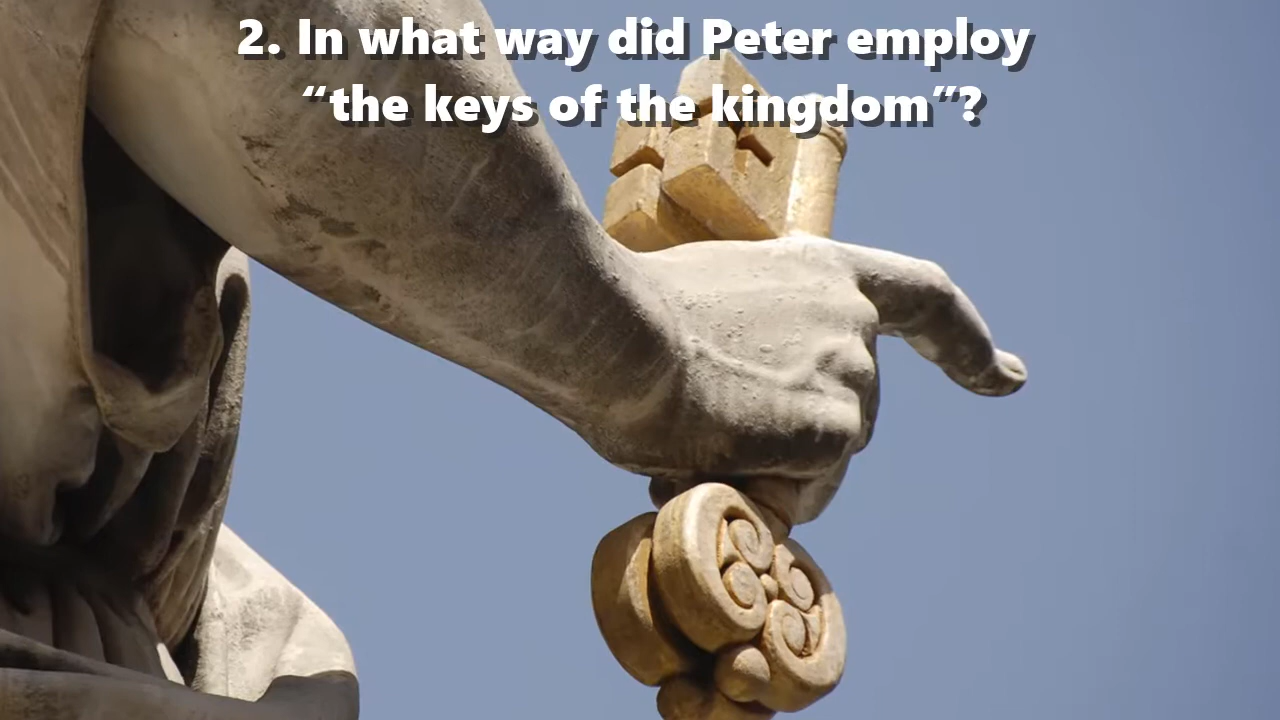 2. In what way did Peter employ
“the keys of the kingdom”?